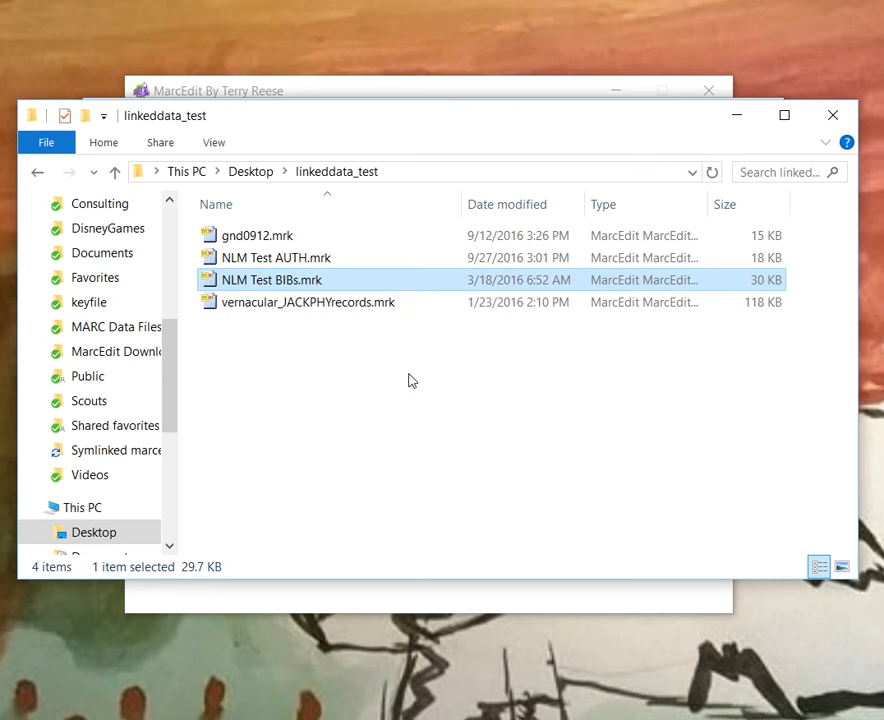 MarcEdit By Terry Reese
linkeddata_test
File Home Share View
This PC Desktop linkeddata_test Search linked...
Name Date modified Type Size
gnd0912.mrk 9/12/2016 3:26 PM MarcEdit MarcEdit... 15 KB
NLM Test AUTH.mrk 9/27/2016 3:01 PM MarcEdit MarcEdit... 18 KB
NLM Test BIBs.mrk 3/18/2016 6:52 AM MarcEdit MarcEdit... 30 KB
vernacular_JACKPHYrecords.mrk 1/23/2016 2:10 PM MarcEdit MarcEdit... 118 KB
Consulting
DisneyGames
Documents
Favorites
keyfile
MARC Data Files
MarcEdit Downlo
Public
Scouts
Shared favorites
Symlinked marce
Videos
This PC
Desktop
4 items 1 item selected 29.7 KB